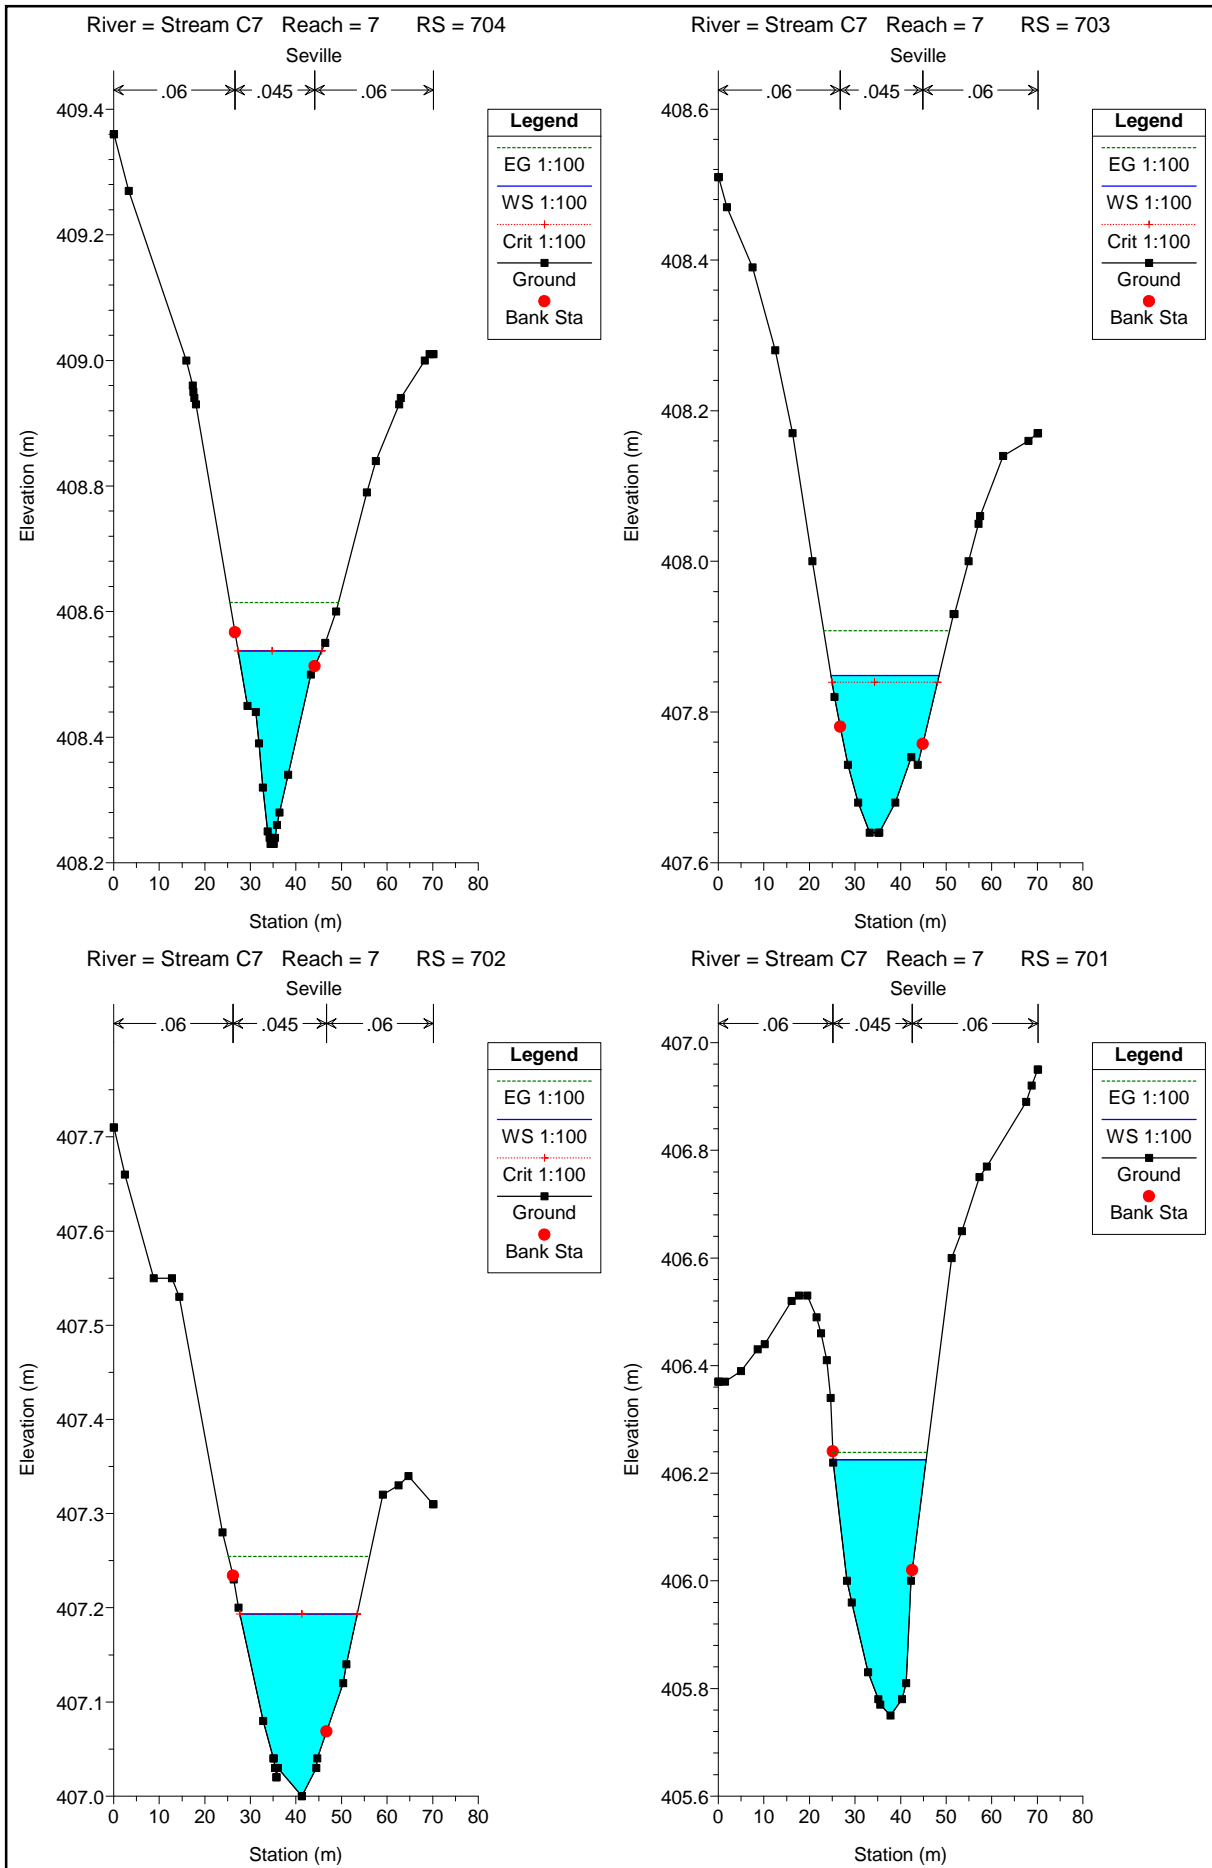 River = Stream C7 Reach = 7 RS = 704
Seville
.06 .045 .06
Legend
EG 1:100
WS 1:100
Crit 1:100
Ground
Bank Sta
409.4
409.2
409.0
408.8
408.6
408.4
408.2
Elevation (m)
0 10 20 30 40 50 60 70 80
Station (m)
River = Stream C7 Reach = 7 RS = 703
Seville
.06 .045 .06
Legend
EG 1:100
WS 1:100
Crit 1:100
Ground
Bank Sta
408.6
408.4
408.2
408.0
407.8
407.6
Elevation (m)
0 10 20 30 40 50 60 70 80
Station (m)
River = Stream C7 Reach = 7 RS = 702
Seville
.06 .045 .06
Legend
EG 1:100
WS 1:100
Crit 1:100
Ground
Bank Sta
407.7
407.6
407.5
407.4
407.3
407.2
407.1
407.0
Elevation (m)
0 10 20 30 40 50 60 70 80
Station (m)
River = Stream C7 Reach = 7 RS = 701
Seville
.06 .045 .06
Legend
EG 1:100
WS 1:100
Ground
Bank Sta
407.0
406.8
406.6
406.4
406.2
406.0
405.8
405.6
Elevation (m)
0 10 20 30 40 50 60 70 80
Station (m)